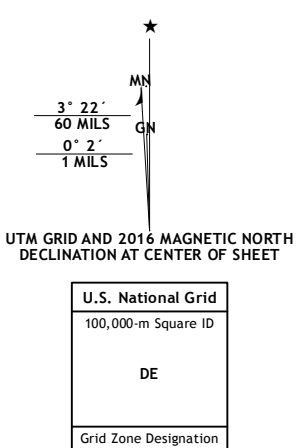 MN
3° 22´
60 MILS
GN
0° 2´
1 MILS
UTM GRID AND 2016 MAGNETIC NORTH
DECLINATION AT CENTER OF SHEET
U.S. National Grid
100,000-m Square ID
DE
Grid Zone Designation